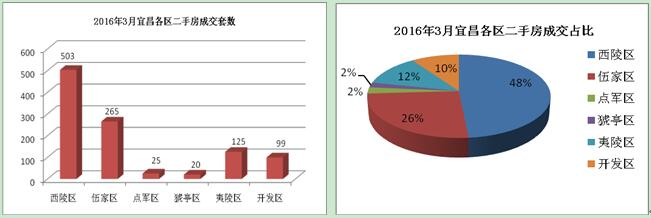 2016年3月宜昌各区二手房成交套数
600
500
400
300
200
100
0
503
265
25
20
125
99
西陵区 伍家区 点军区 猇亭区 夷陵区 开发区
2016年3月宜昌各区二手房成交占比
48%
26%
2%
2%
12%
10%
西陵区
伍家区
点军区
猇亭区
夷陵区
开发区